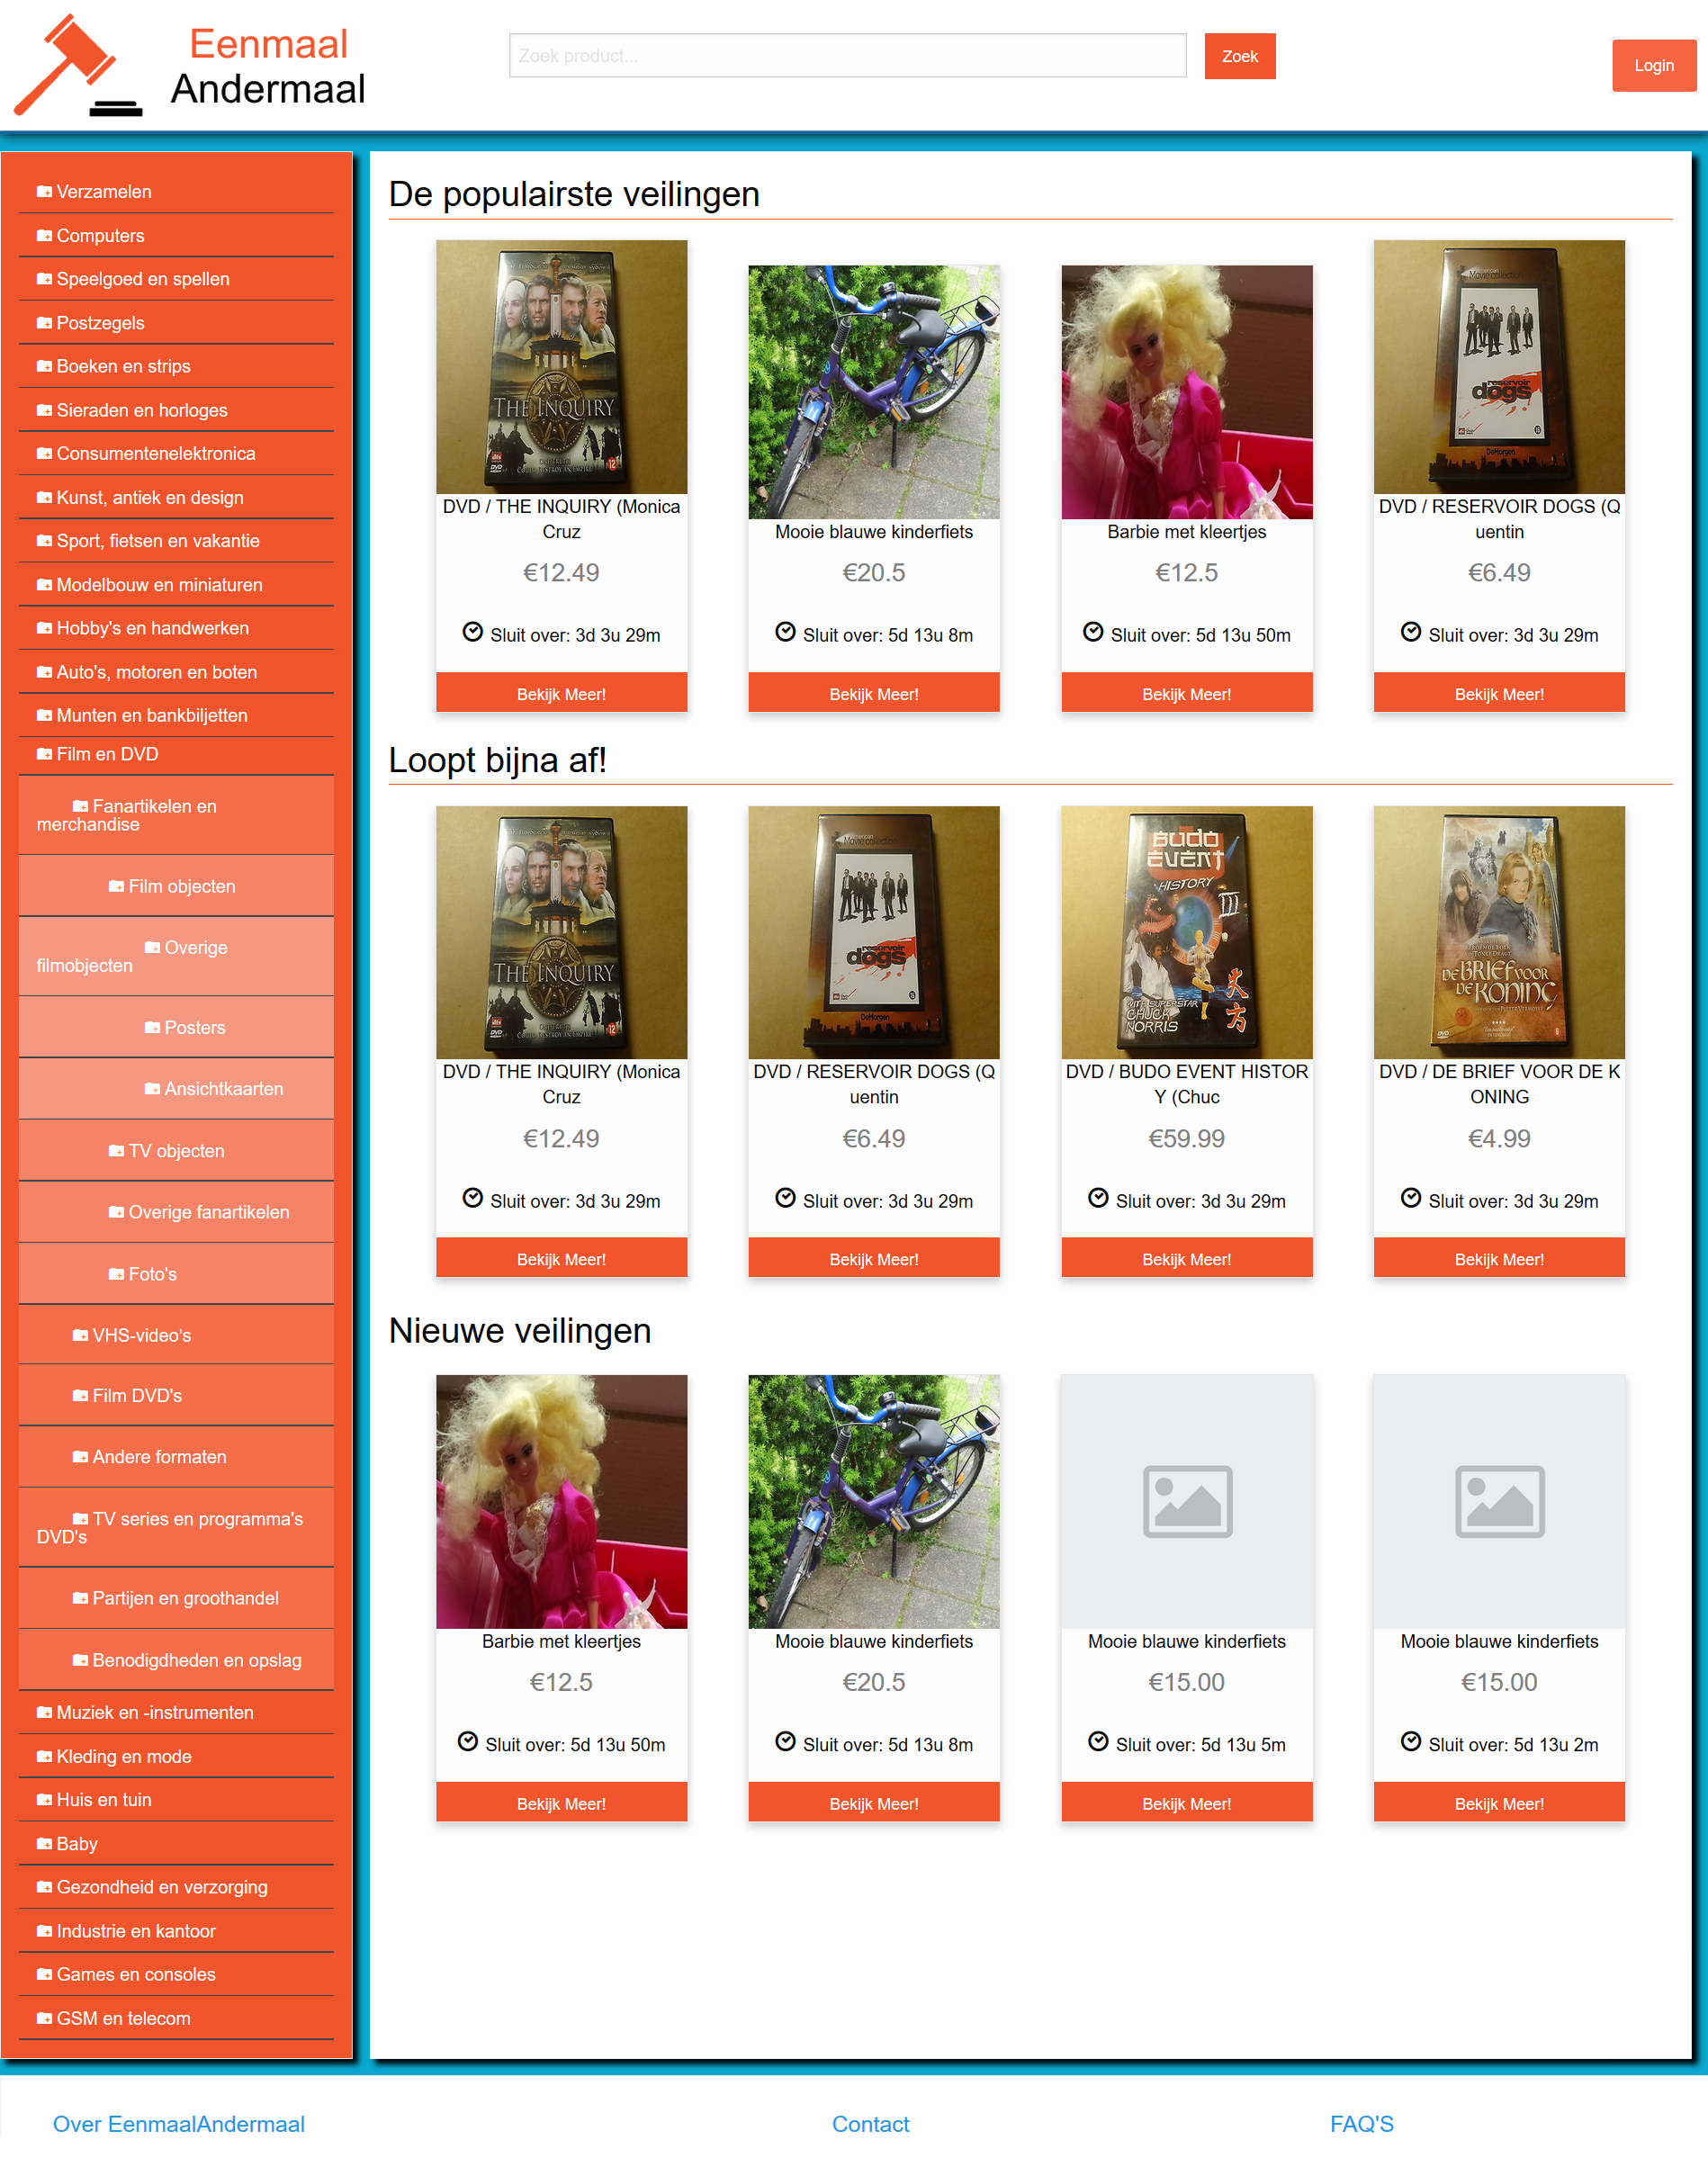 Eenmaal
Andermaal
Zoek product...
Zoek
Login
Verzamelen
Computers
Speelgoed en spellen
Postzegels
Boeken en strips
Sieraden en horloges
Consumentenelektronica
Kunst, antiek en design
Sport, fietsen en vakantie
Modelbouw en miniaturen
Hobby's en handwerken
Auto's, motoren en boten
Munten en bankbiljetten
Film en DVD
Fanartikelen en
merchandise
Film objecten
Overige
filmobjecten
Posters
Ansichtkaarten
TV objecten
Overige fanartikelen
Foto's
VHS-video's
Film DVD's
Andere formaten
TV series en programma's
DVD's
Partijen en groothandel
Benodigdheden en opslag
Muziek en -instrumenten
Kleding en mode
Huis en tuin
Baby
Gezondheid en verzorging
Industrie en kantoor
Games en consoles
GSM en telecom
De populairste veilingen
THE INQUIRY
DVD / THE INQUIRY (Monica
Cruz
€12.49
Sluit over: 3d 3u 29m
Bekijk Meer!
Mooie blauwe kinderfiets
€20.5
Sluit over: 5d 13u 8m
Bekijk Meer!
Barbie met kleertjes
€12.5
Sluit over: 5d 13u 50m
Bekijk Meer!
Movie collection
reservoir
dogs
DeMorgen
DVD / RESERVOIR DOGS (Q
uentin
€6.49
Sluit over: 3d 3u 29m
Bekijk Meer!
Loopt bijna af!
THE INQUIRY
DVD / THE INQUIRY (Monica
Cruz
€12.49
Sluit over: 3d 3u 29m
Bekijk Meer!
Movie collection
reservoir
dogs
DeMorgen
DVD / RESERVOIR DOGS (Q
uentin
€6.49
Sluit over: 3d 3u 29m
Bekijk Meer!
BUDO
EVENT
HISTORY
III
WITH SUPERSTAR
CHUCK
NORRIS
火
方
DVD / BUDO EVENT HISTOR
Y (Chuc
€59.99
Sluit over: 3d 3u 29m
Bekijk Meer!
DE BRIEF VOOR
DE KONING
DVD / DE BRIEF VOOR DE K
ONING
€4.99
Sluit over: 3d 3u 29m
Bekijk Meer!
Nieuwe veilingen
Barbie met kleertjes
€12.5
Sluit over: 5d 13u 50m
Bekijk Meer!
Mooie blauwe kinderfiets
€20.5
Sluit over: 5d 13u 8m
Bekijk Meer!
Mooie blauwe kinderfiets
€15.00
Sluit over: 5d 13u 5m
Bekijk Meer!
Mooie blauwe kinderfiets
€15.00
Sluit over: 5d 13u 2m
Bekijk Meer!
Over EenmaalAndermaal
Contact
FAQ'S